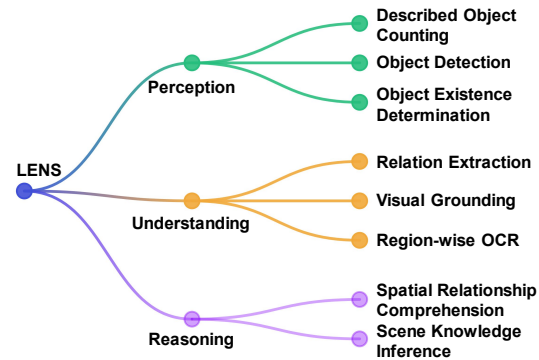 LENS
Perception
Described Object
Counting
Object Detection
Object Existence
Determination
Understanding
Relation Extraction
Visual Grounding
Region-wise OCR
Reasoning
Spatial Relationship
Comprehension
Scene Knowledge
Inference